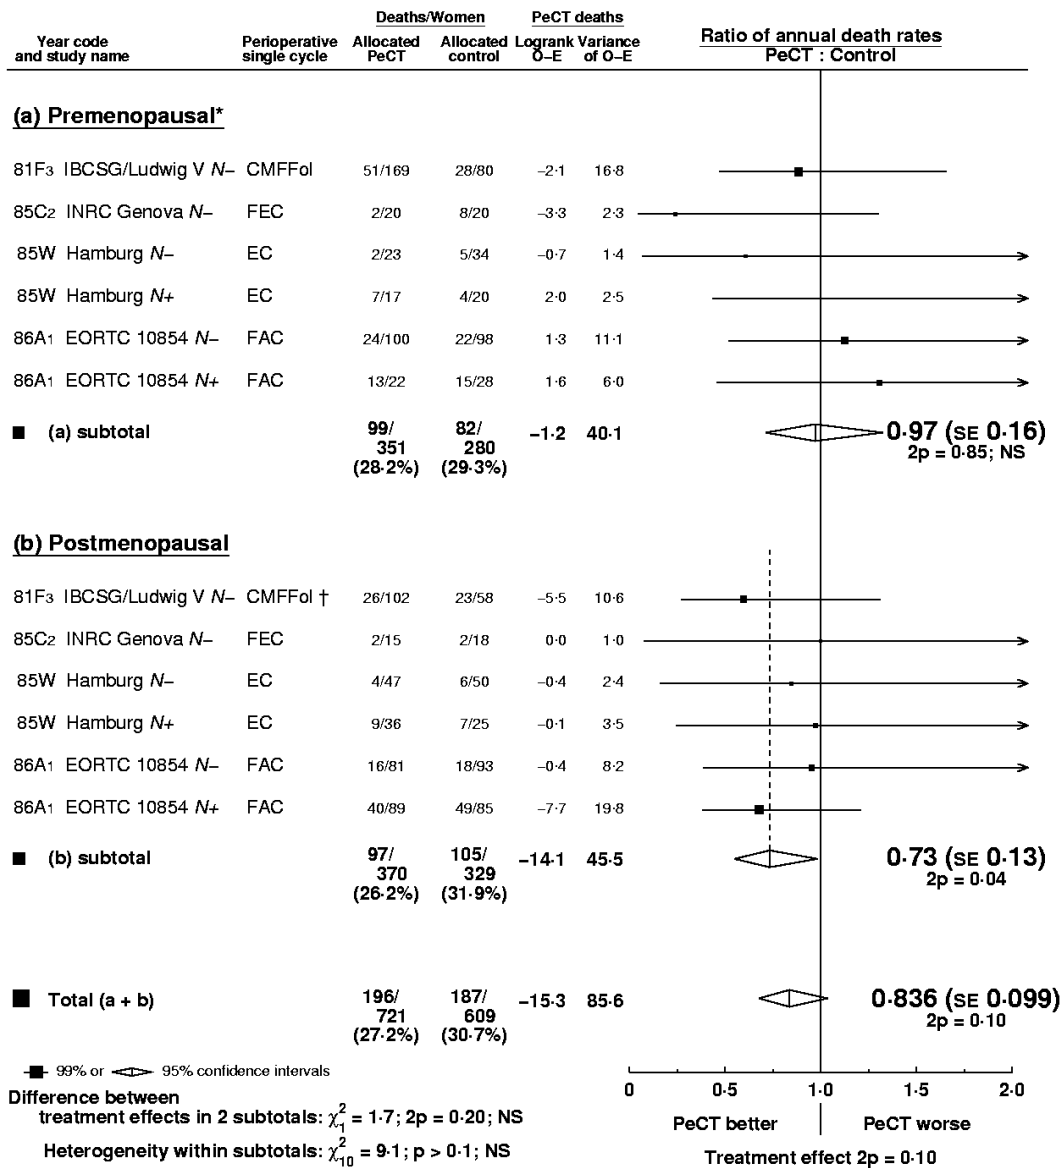 Deaths/Women PeCT deaths
Year code Perioperative Allocated Allocated Logrank Variance Ratio of annual death rates
and study name single cycle PeCT control O–E of O–E PeCT : Control
(a) Premenopausal*
81F3 IBCSG/Ludwig V N– CMFFol 51/169 28/80 –2·1 16·8
85C2 INRC Genova N– FEC 2/20 8/20 –3·3 2·3
85W Hamburg N– EC 2/23 5/34 –0·7 1·4
85W Hamburg N+ EC 7/17 4/20 2·0 2·5
86A1 EORTC 10854 N– FAC 24/100 22/98 1·3 11·1
86A1 EORTC 10854 N+ FAC 13/22 15/28 1·6 6·0
(a) subtotal 99/ 82/ –1·2 40·1 0·97 (SE 0·16)
351 280 2p = 0·85; NS
(28·2%) (29·3%)
(b) Postmenopausal
81F3 IBCSG/Ludwig V N– CMFFol † 26/102 23/58 –5·5 10·6
85C2 INRC Genova N– FEC 2/15 2/18 0·0 1·0
85W Hamburg N– EC 4/47 6/50 –0·4 2·4
85W Hamburg N+ EC 9/36 7/25 –0·1 3·5
86A1 EORTC 10854 N– FAC 16/81 18/93 –0·4 8·2
86A1 EORTC 10854 N+ FAC 40/89 49/85 –7·7 19·8
(b) subtotal 97/ 105/ –14·1 45·5 0·73 (SE 0·13)
370 329 2p = 0·04
(26·2%) (31·9%)
Total (a + b) 196/ 187/ –15·3 85·6 0·836 (SE 0·099)
721 609 2p = 0·10
(27·2%) (30·7%)
99% or 95% confidence intervals
0 0·5 1·0 1·5 2·0
Difference between
treatment effects in 2 subtotals: χ²₁ = 1·7; 2p = 0·20; NS
PeCT better PeCT worse
Heterogeneity within subtotals: χ²₁₀ = 9·1; p > 0·1; NS
Treatment effect 2p = 0·10